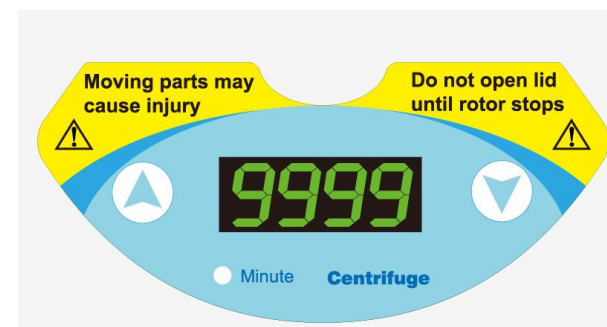 Moving parts may
cause injury
Do not open lid
until rotor stops
9999
Minute
Centrifuge